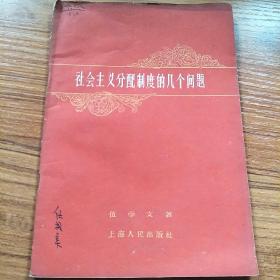 社会主义分配制度的几个问题
伍学文著
上海人民出版社